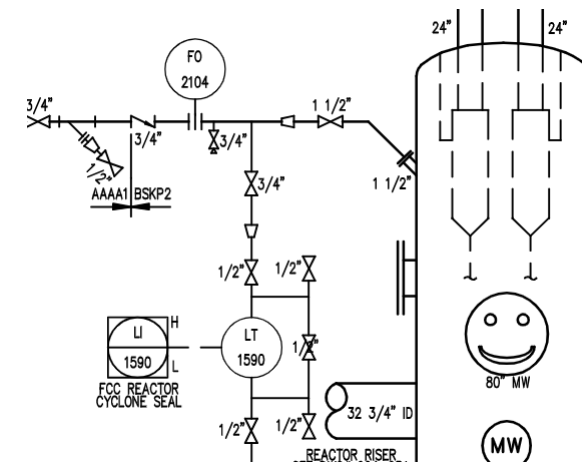 24"
24"
FO
2104
3/4"
1 1/2"
3/4"
3/4"
1/2"
1 1/2"
3/4"
AAAA1
BSKP2
1/2"
1/2"
LI
1590
H
L
LT
1590
1/2"
80" MW
FCC REACTOR
CYCLONE SEAL
1/2"
1/2"
32 3/4" ID
MW
REACTOR RISER